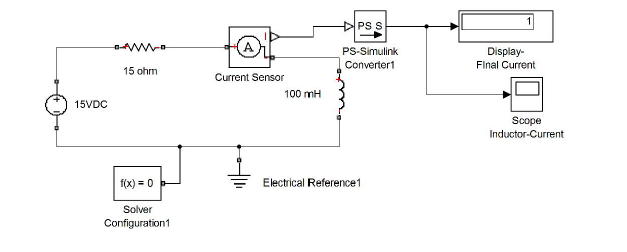 1
I
A
PS S
15 ohm
Current Sensor
PS-Simulink
Converter1
Display-
FInal Current
100 mH
15VDC
Scope
Inductor-Current
f(x) = 0
Electrical Reference1
Solver
Configuration1